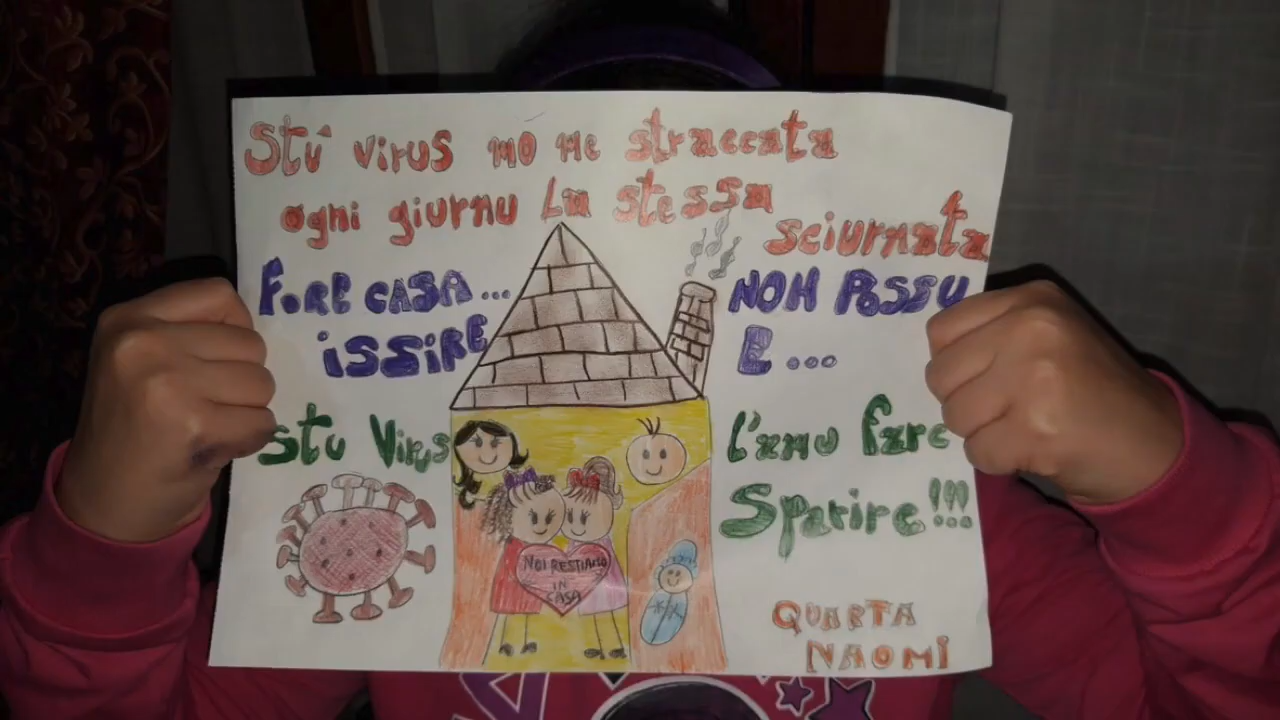 Stù virus mo me straccata
ogni giurnu La stessa
sciurnata
FORE CASA... NON POSSU
iSSiRE E...
Stu Virus L'amu fare
Sparire!!!
NOI RESTIAMO
IN
CASA
QUARTA
NAOMI